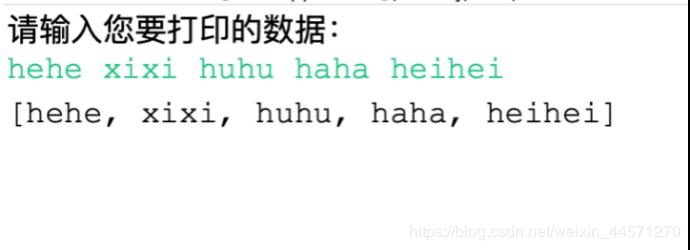 请输入您要打印的数据：
hehe xixi huhu haha heihei
[hehe, xixi, huhu, haha, heihei]
https://blog.csdn.net/weixin_44571270